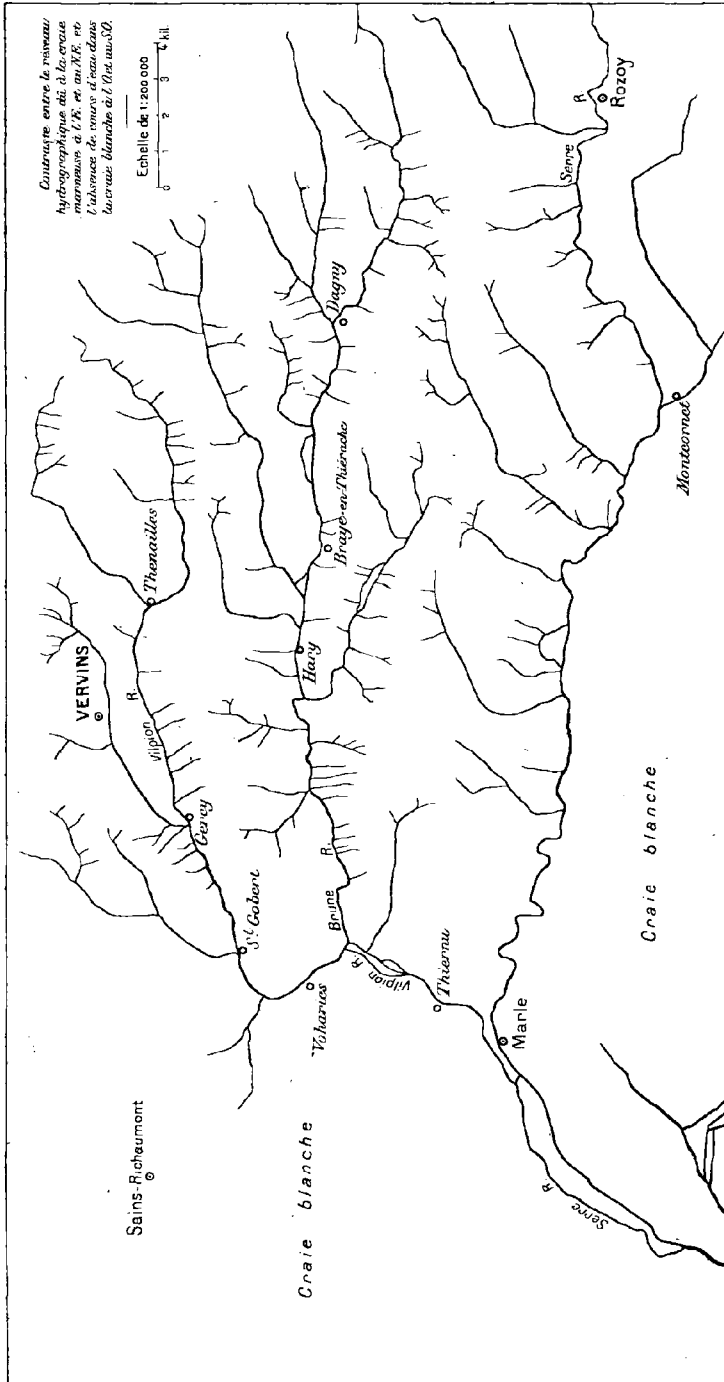 Contraste entre le réseau
hydrographique dû à la craie
marneuse à l'E. et au N.E. et
l'absence de cours d'eau dans
la craie blanche à l'O. et au S.O.
Echelle de 1:200 000
0 1 2 3 4 kil.
Sains-Richaumont
VERVINS
Thenailles
Vilpion R.
Gercy
St Gobert
Voharies
Craie blanche
Hary
Braye-en-Thiérache
Dagny
Brune R.
Vilpion R.
Thiernu
Marle
Serre R.
Serre R.
Rozoy
Montcornet
Craie blanche